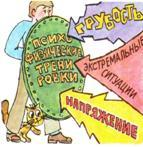 ГРУБОСТЬ
ПСИХО
ФИЗИЧЕСКИЕ
ТРЕНИ
РОВКИ
ЭКСТРЕМАЛЬНЫЕ
СИТУАЦИИ
НАПРЯЖЕНИЕ